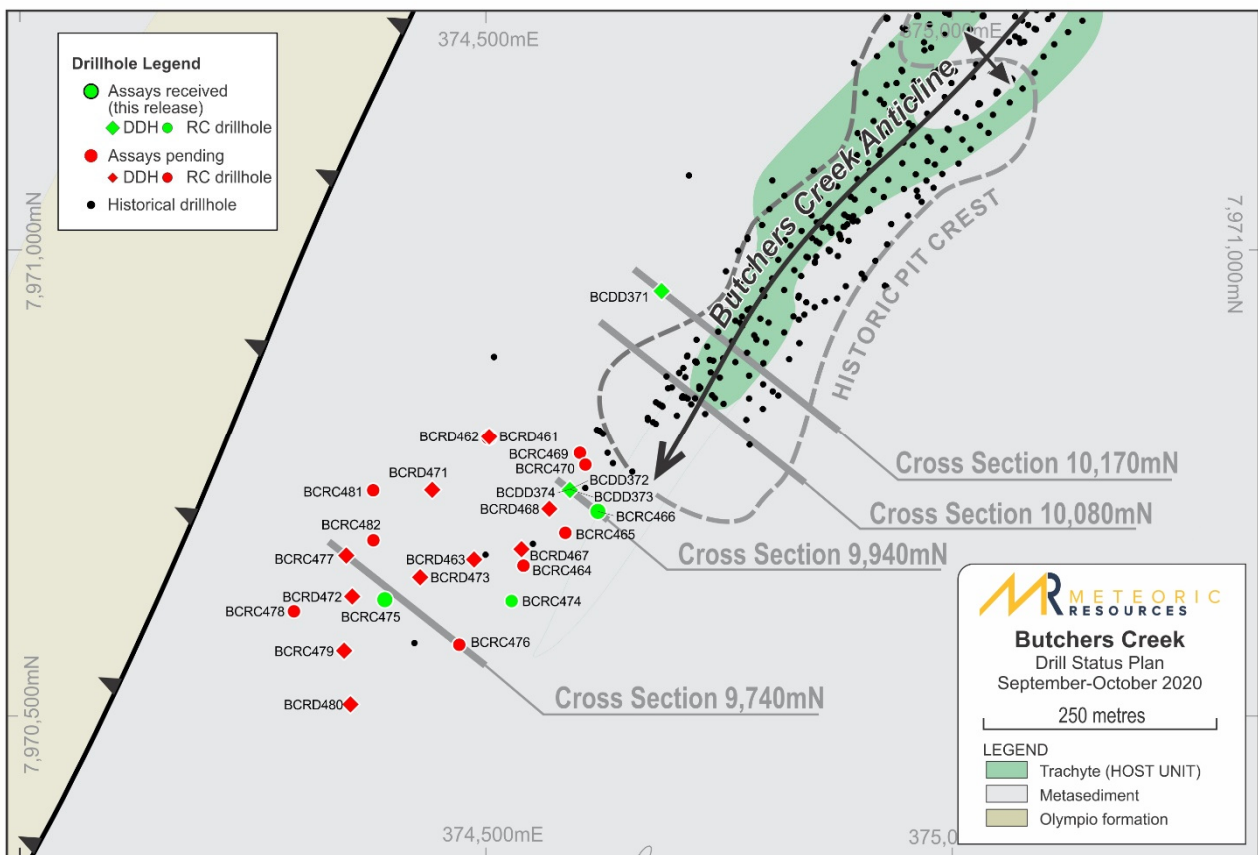 374,500mE
375,000mE
Drillhole Legend
Assays received
(this release)
DDH RC drillhole
Assays pending
DDH RC drillhole
Historical drillhole
7,971,000mN
7,971,000mN
Butchers Creek Anticline
HISTORIC PIT CREST
BCDD371
BCRD462
BCRD461
BCRC469
BCRC470
BCRD471
BCDD372
BCRC481
BCDD374
BCDD373
BCRD468
BCRC466
BCRC482
BCRC465
BCRC477
BCRD463
BCRD467
BCRC464
BCRD473
BCRD472
BCRC478
BCRC475
BCRC474
BCRC476
BCRC479
BCRD480
Cross Section 10,170mN
Cross Section 10,080mN
Cross Section 9,940mN
Cross Section 9,740mN
7,970,500mN
374,500mE
375,0
METEORIC
RESOURCES
Butchers Creek
Drill Status Plan
September-October 2020
250 metres
LEGEND
Trachyte (HOST UNIT)
Metasediment
Olympio formation